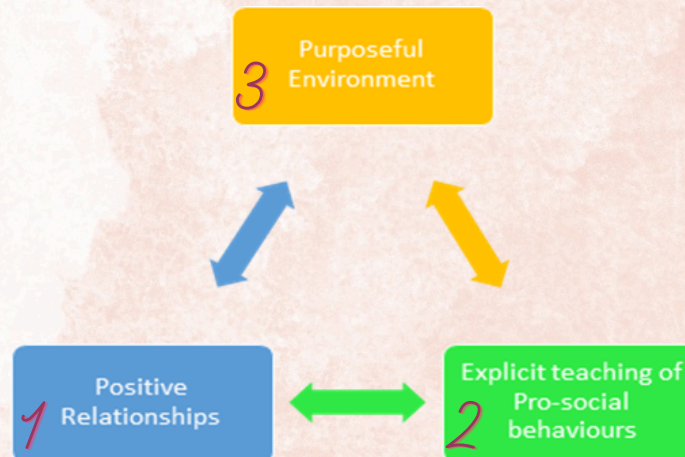 Purposeful
Environment
3
Positive
Relationships
1
Explicit teaching of
Pro-social
behaviours
2